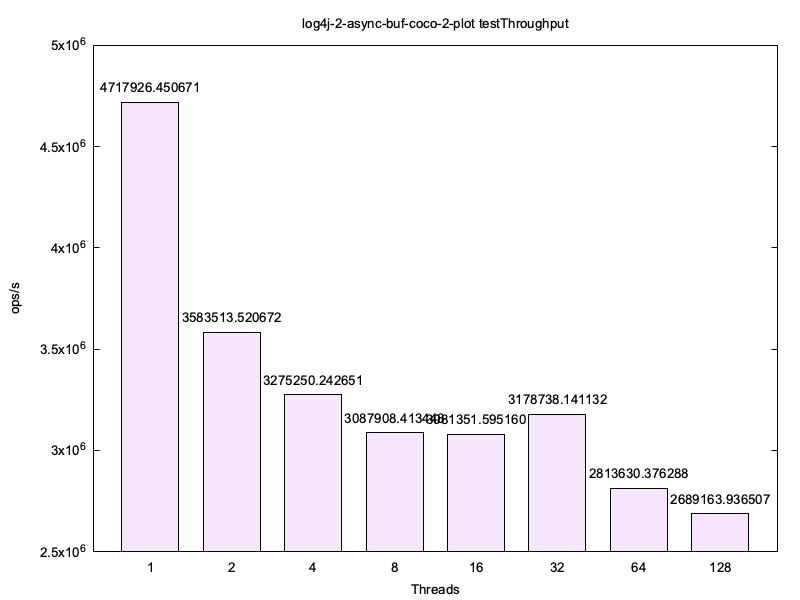 log4j-2-async-buf-coco-2-plot testThroughput
5x10⁶
4717926.450671
4.5x10⁶
4x10⁶
ops/s
3583513.520672
3.5x10⁶
3275250.242651
3178738.141132
3081351.595160
3x10⁶
2813630.376288
2689163.936507
2.5x10⁶
1 2 4 8 16 32 64 128
Threads